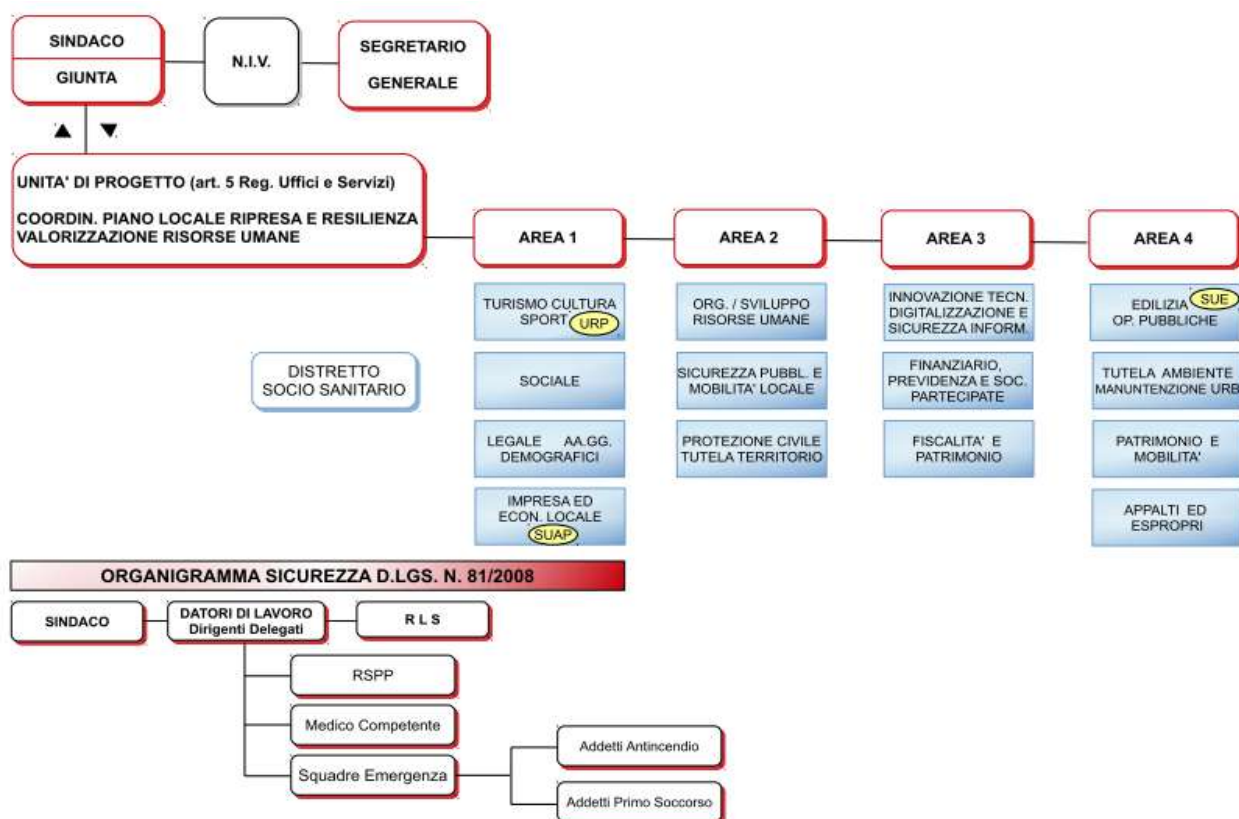 SINDACO
GIUNTA
N.I.V.
SEGRETARIO
GENERALE
UNITA' DI PROGETTO (art. 5 Reg. Uffici e Servizi)
COORDIN. PIANO LOCALE RIPRESA E RESILIENZA
VALORIZZAZIONE RISORSE UMANE
AREA 1
AREA 2
AREA 3
AREA 4
TURISMO CULTURA
SPORT URP
SOCIALE
LEGALE AA.GG.
DEMOGRAFICI
IMPRESA ED
ECON. LOCALE
SUAP
ORG. / SVILUPPO
RISORSE UMANE
SICUREZZA PUBBL. E
MOBILITA' LOCALE
PROTEZIONE CIVILE
TUTELA TERRITORIO
INNOVAZIONE TECN.
DIGITALIZZAZIONE E
SICUREZZA INFORM.
FINANZIARIO,
PREVIDENZA E SOC.
PARTECIPATE
FISCALITA' E
PATRIMONIO
EDILIZIA SUE
OP. PUBBLICHE
TUTELA AMBIENTE
MANUNTENZIONE URB
PATRIMONIO E
MOBILITA'
APPALTI ED
ESPROPRI
DISTRETTO
SOCIO SANITARIO
ORGANIGRAMMA SICUREZZA D.LGS. N. 81/2008
SINDACO
DATORI DI LAVORO
Dirigenti Delegati
R L S
RSPP
Medico Competente
Squadre Emergenza
Addetti Antincendio
Addetti Primo Soccorso